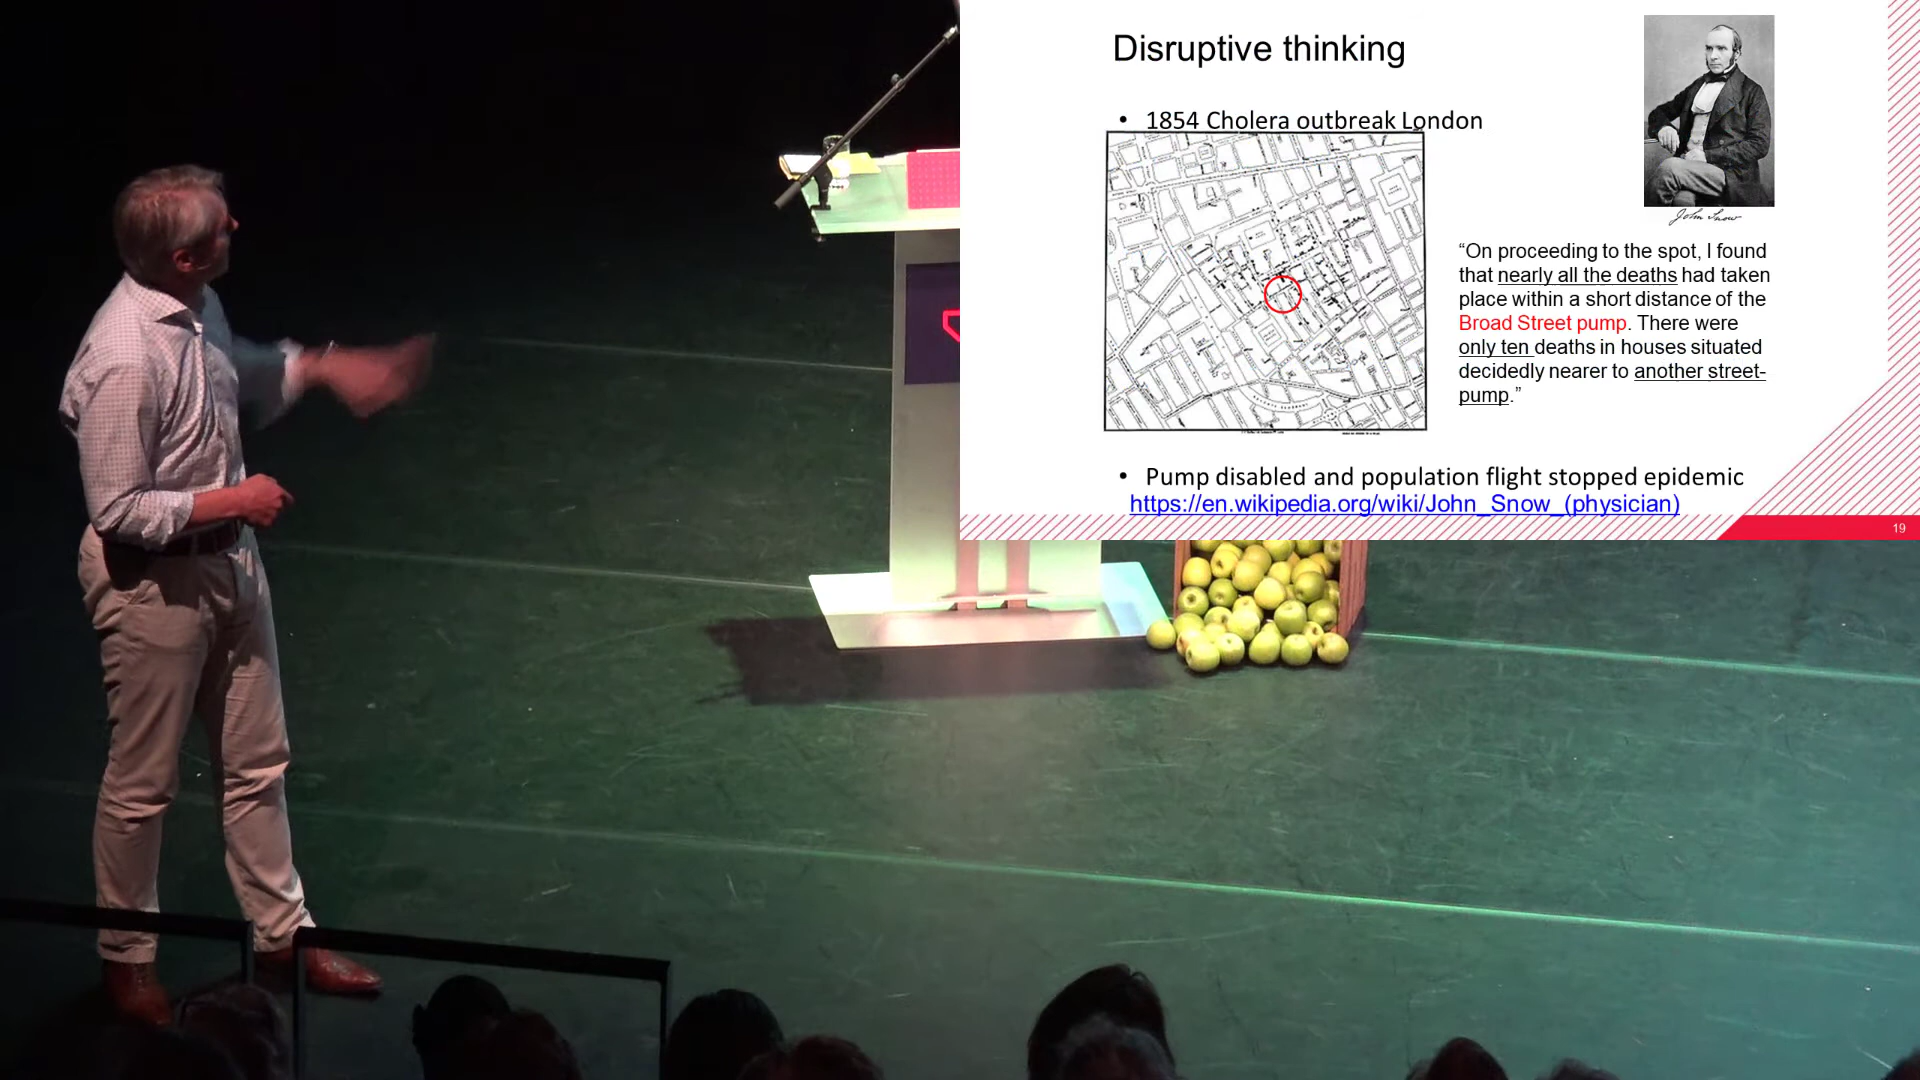 Disruptive thinking
• 1854 Cholera outbreak London
John Snow
“On proceeding to the spot, I found
that nearly all the deaths had taken
place within a short distance of the
Broad Street pump. There were
only ten deaths in houses situated
decidedly nearer to another street-
pump.”
• Pump disabled and population flight stopped epidemic
https://en.wikipedia.org/wiki/John_Snow_(physician)
19